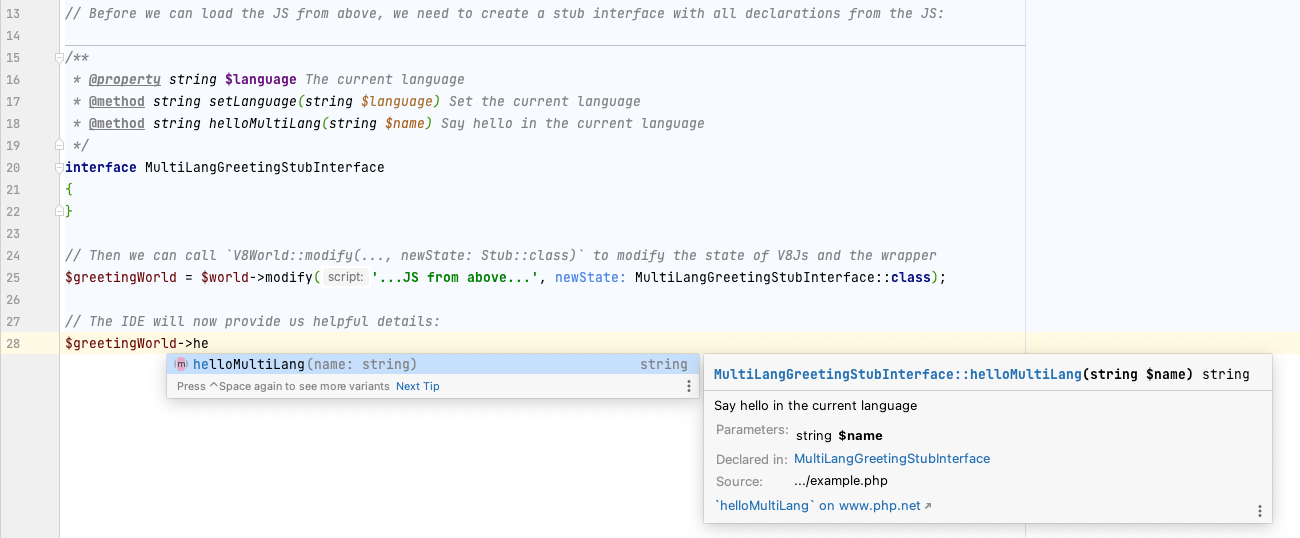 13 // Before we can load the JS from above, we need to create a stub interface with all declarations from the JS:
14
15 /**
16 * @property string $language The current language
17 * @method string setLanguage(string $language) Set the current language
18 * @method string helloMultiLang(string $name) Say hello in the current language
19 */
20 interface MultiLangGreetingStubInterface
21 {
22 }
23
24 // Then we can call `V8World::modify(..., newState: Stub::class)` to modify the state of V8Js and the wrapper
25 $greetingWorld = $world->modify( script: '...JS from above...', newState: MultiLangGreetingStubInterface::class);
26
27 // The IDE will now provide us helpful details:
28 $greetingWorld->he
m helloMultiLang(name: string) string
Press ^Space again to see more variants Next Tip
MultiLangGreetingStubInterface::helloMultiLang(string $name) string
Say hello in the current language
Parameters: string $name
Declared in: MultiLangGreetingStubInterface
Source: .../example.php
`helloMultiLang` on www.php.net↗